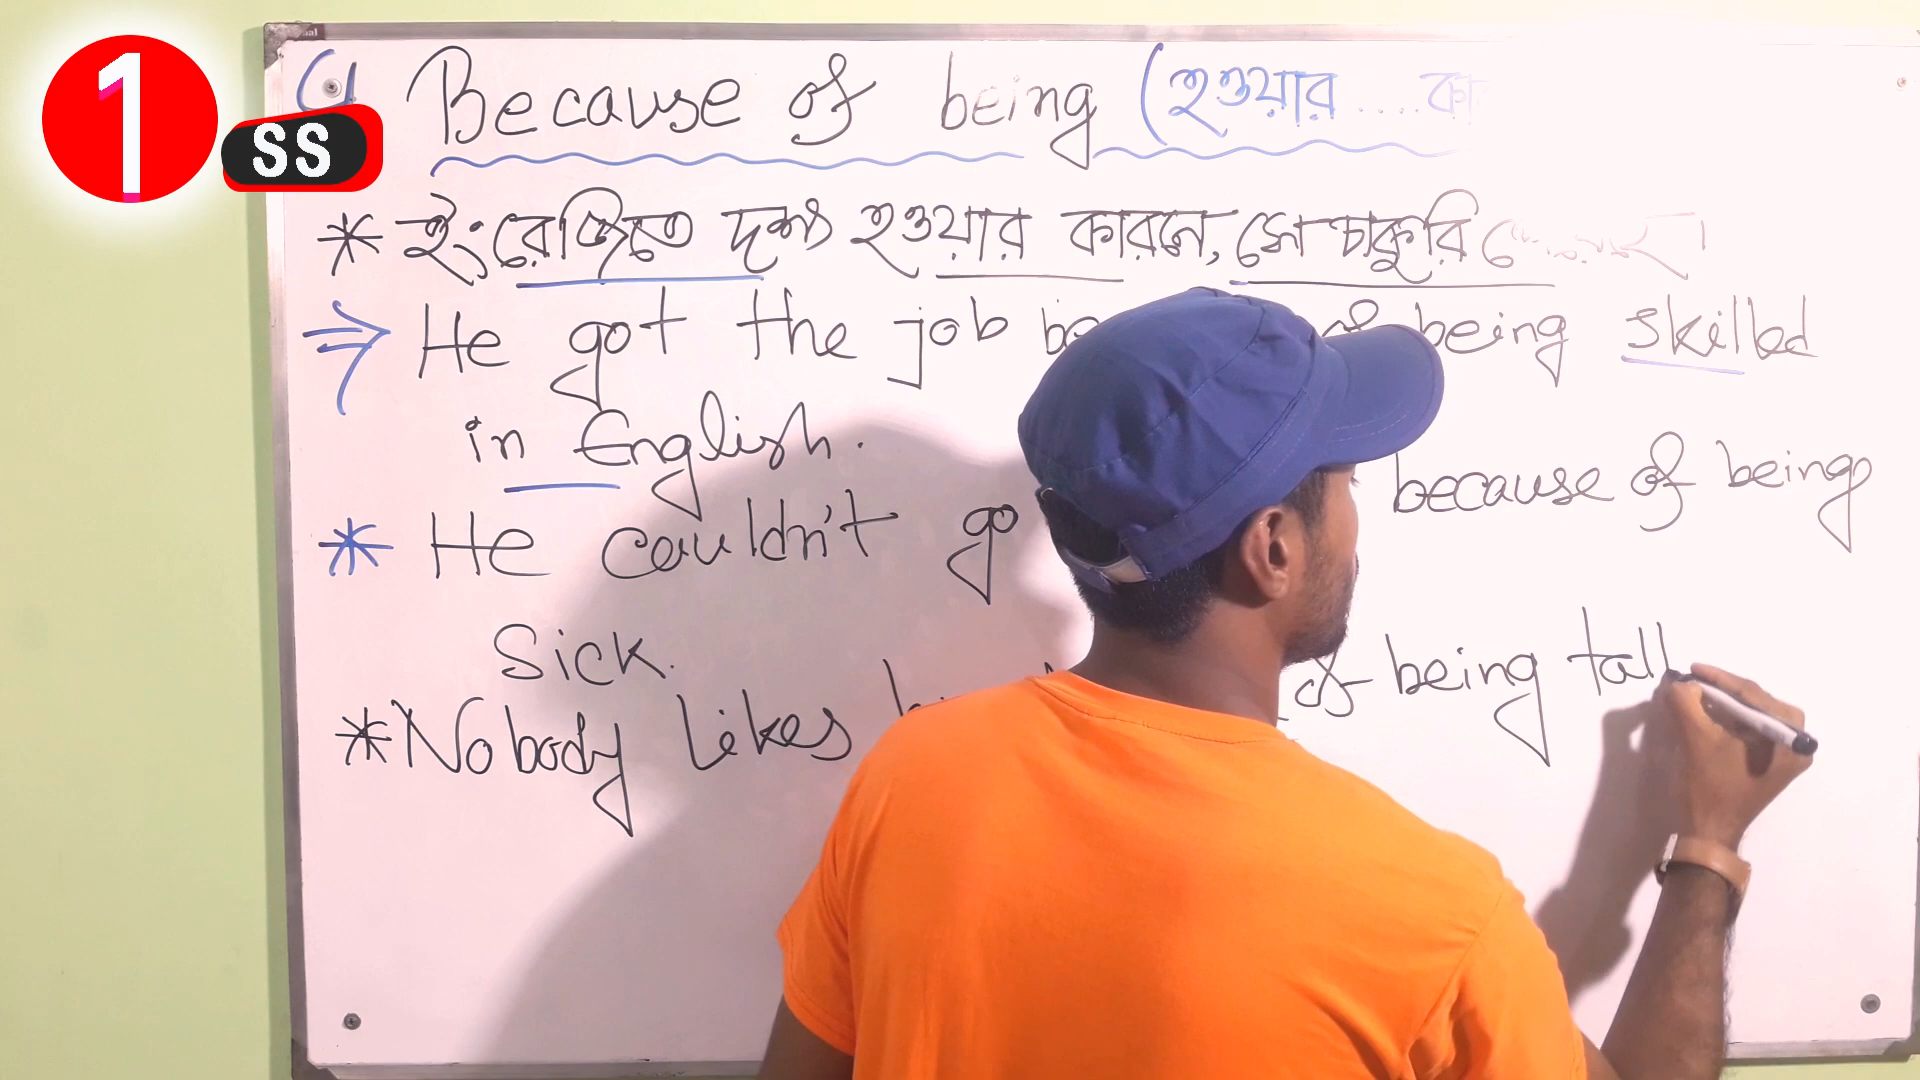 1
SS
Because of being (হওয়ার .... কা
* ইংরেজিতে দক্ষ হওয়ার কারনে, সে চাকুরি
⇒ He got the job of being skilled
in English.
* He couldn't go because of being
Sick.
* Nobody likes of being tall